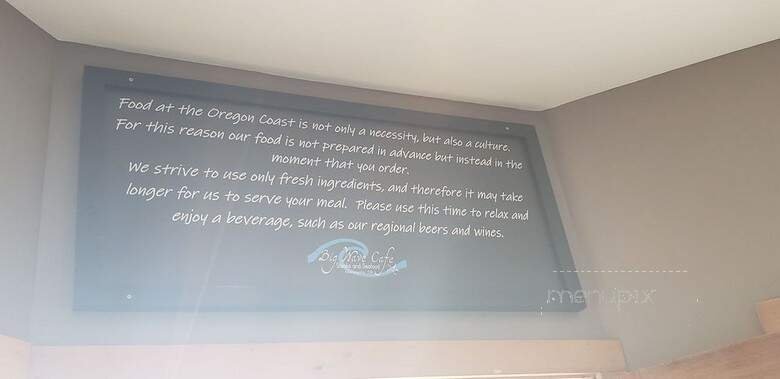 Food at the Oregon Coast is not only a necessity, but also a culture.
For this reason our food is not prepared in advance but instead in the
moment that you order.
We strive to use only fresh ingredients, and therefore it may take
longer for us to serve your meal. Please use this time to relax and
enjoy a beverage, such as our regional beers and wines.
Big Wave Cafe
menupix